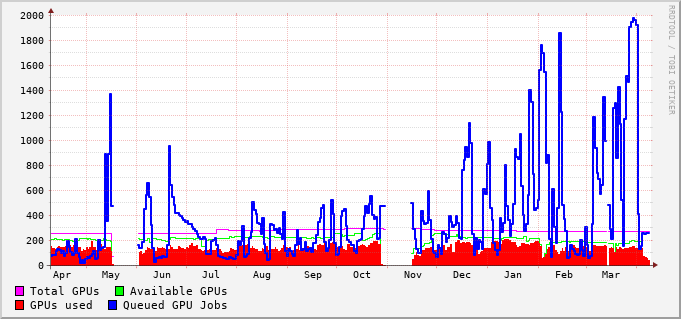 2000
1800
1600
1400
1200
1000
800
600
400
200
0
Apr May Jun Jul Aug Sep Oct Nov Dec Jan Feb Mar
Total GPUs Available GPUs
GPUs used Queued GPU Jobs
RRDTOOL / TOBI OETIKER